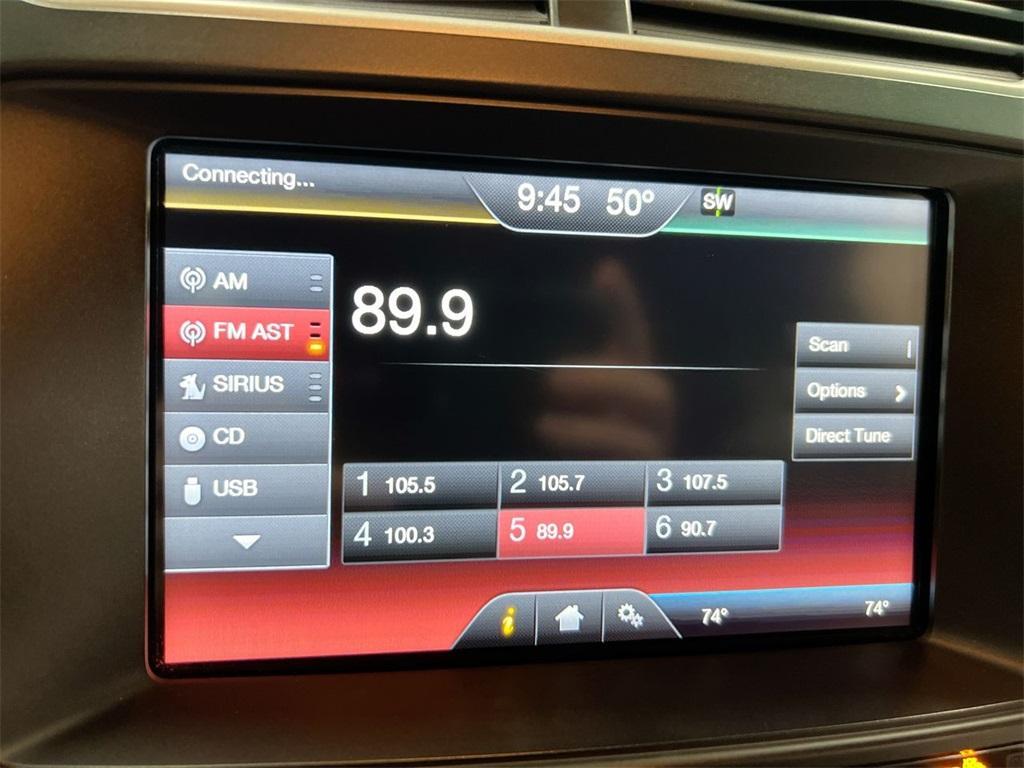 Connecting...
9:45 50° SW
AM
FM AST
SIRIUS
CD
USB
89.9
Scan
Options
Direct Tune
1 105.5 2 105.7 3 107.5
4 100.3 5 89.9 6 90.7
i 74° 74°